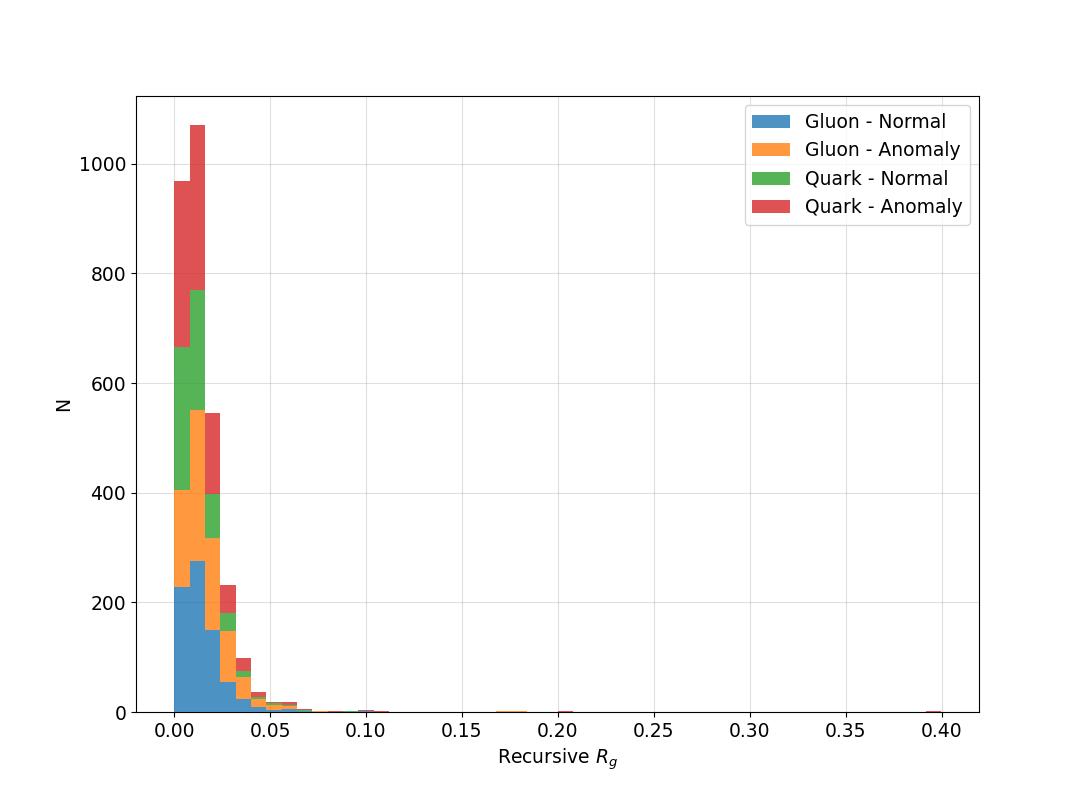 Gluon - Normal
Gluon - Anomaly
Quark - Normal
Quark - Anomaly
1000
800
600
400
200
0
N
0.00 0.05 0.10 0.15 0.20 0.25 0.30 0.35 0.40
Recursive $R_g$